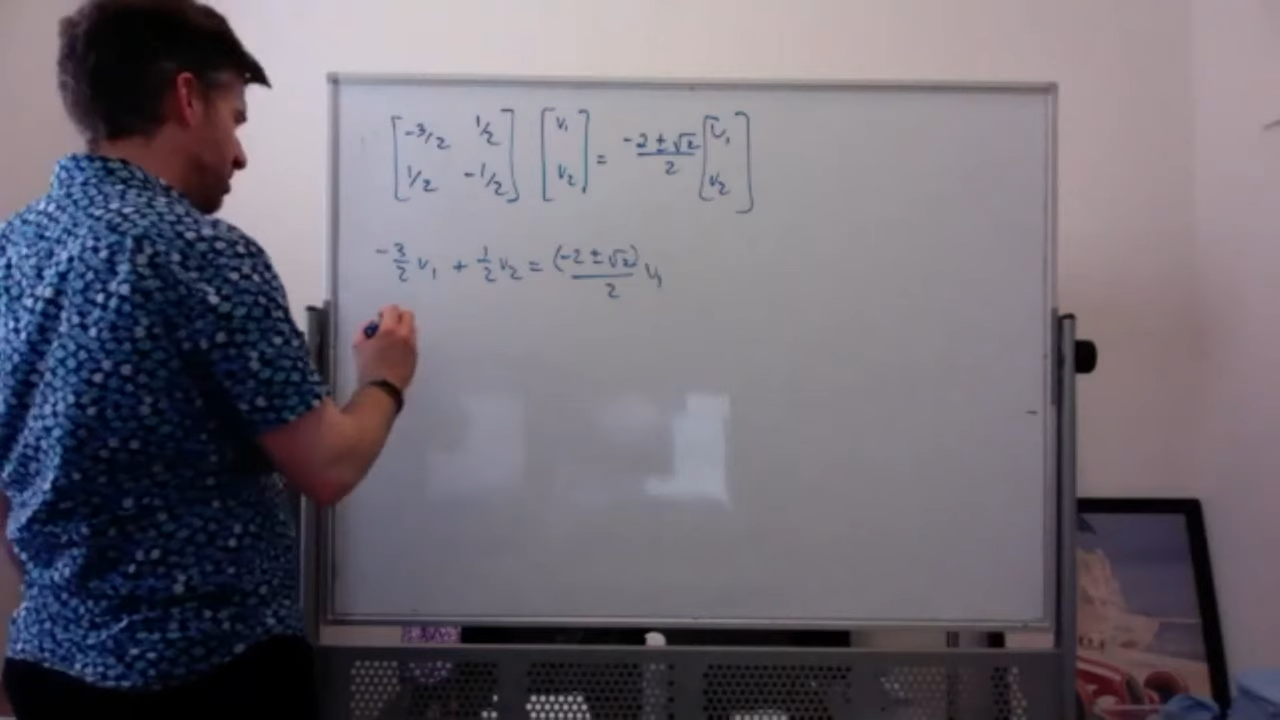 [-3/2 1/2] [v₁] = -2 ± √2 / 2 [v₁]
[1/2 -1/2] [v₂] [v₂]
-3/2 v₁ + 1/2 v₂ = (-2 ± √2) / 2 v₁